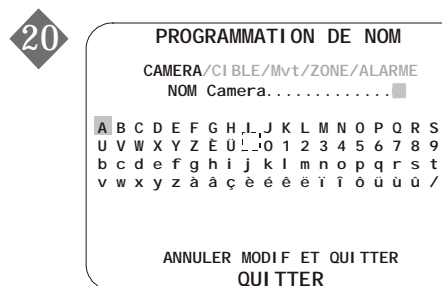 20
PROGRAMMATION DE NOM
CAMERA/CIBLE/Mvt/ZONE/ALARME
NOM Camera.............
A B C D E F G H I J K L M N O P Q R S
U V W X Y Z È Ü 0 1 2 3 4 5 6 7 8 9
b c d e f g h i j k l m n o p q r s t
v w x y z à â ç è é ê ë ï î ô ü ù û /
ANNULER MODIF ET QUITTER
QUITTER